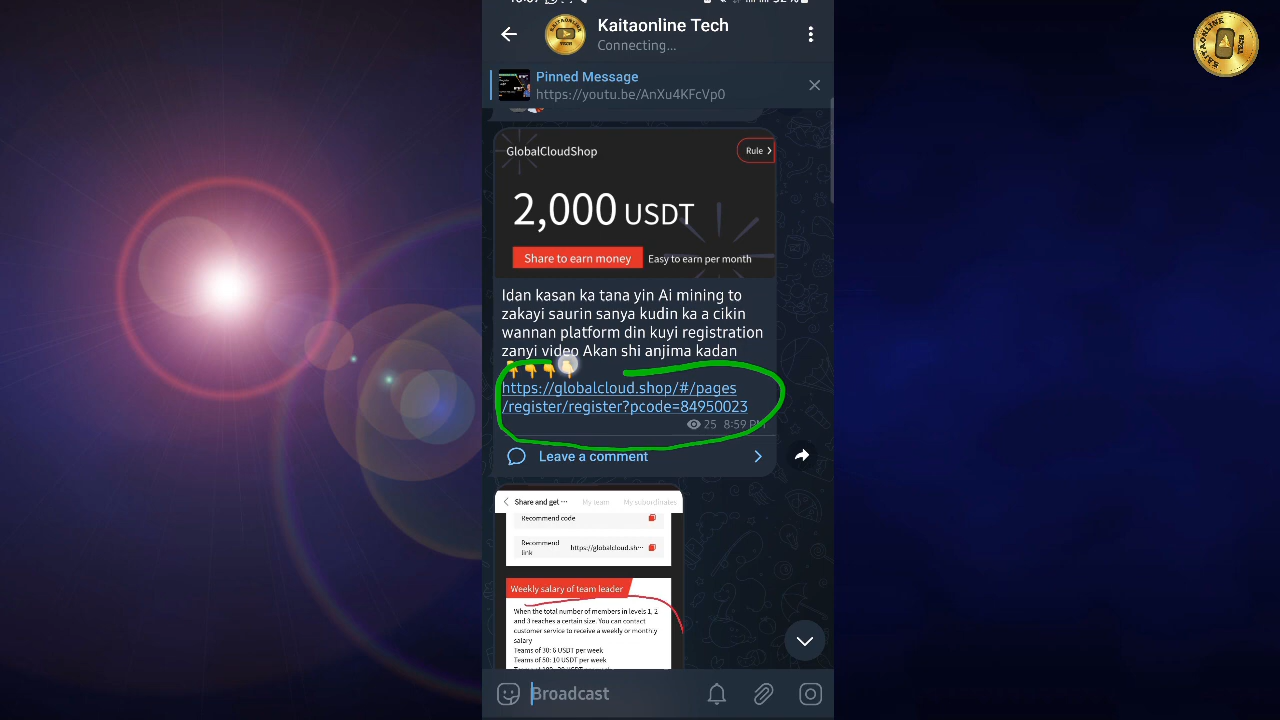 Kaitaonline Tech
Connecting...
Pinned Message
https://youtu.be/AnXu4KFcVp0
GlobalCloudShop
Rule >
2,000 USDT
Share to earn money
Easy to earn per month
Idan kasan ka tana yin Ai mining to
zakayi saurin sanya kudin ka a cikin
wannan platform din kuyi registration
zanyi video Akan shi anjima kadan
👇👇👇👇
https://globalcloud.shop/#/pages
/register/register?pcode=84950023
25 8:59 PM
Leave a comment
Share and get ···
My team
My subordinates
Recommend code
Recommend
link
https://globalcloud.sh···
Weekly salary of team leader
When the total number of members in levels 1, 2
and 3 reaches a certain size. You can contact
customer service to receive a weekly or monthly
salary
Teams of 30: 6 USDT per week
Teams of 50: 10 USDT per week
Broadcast
KAITAONLINE